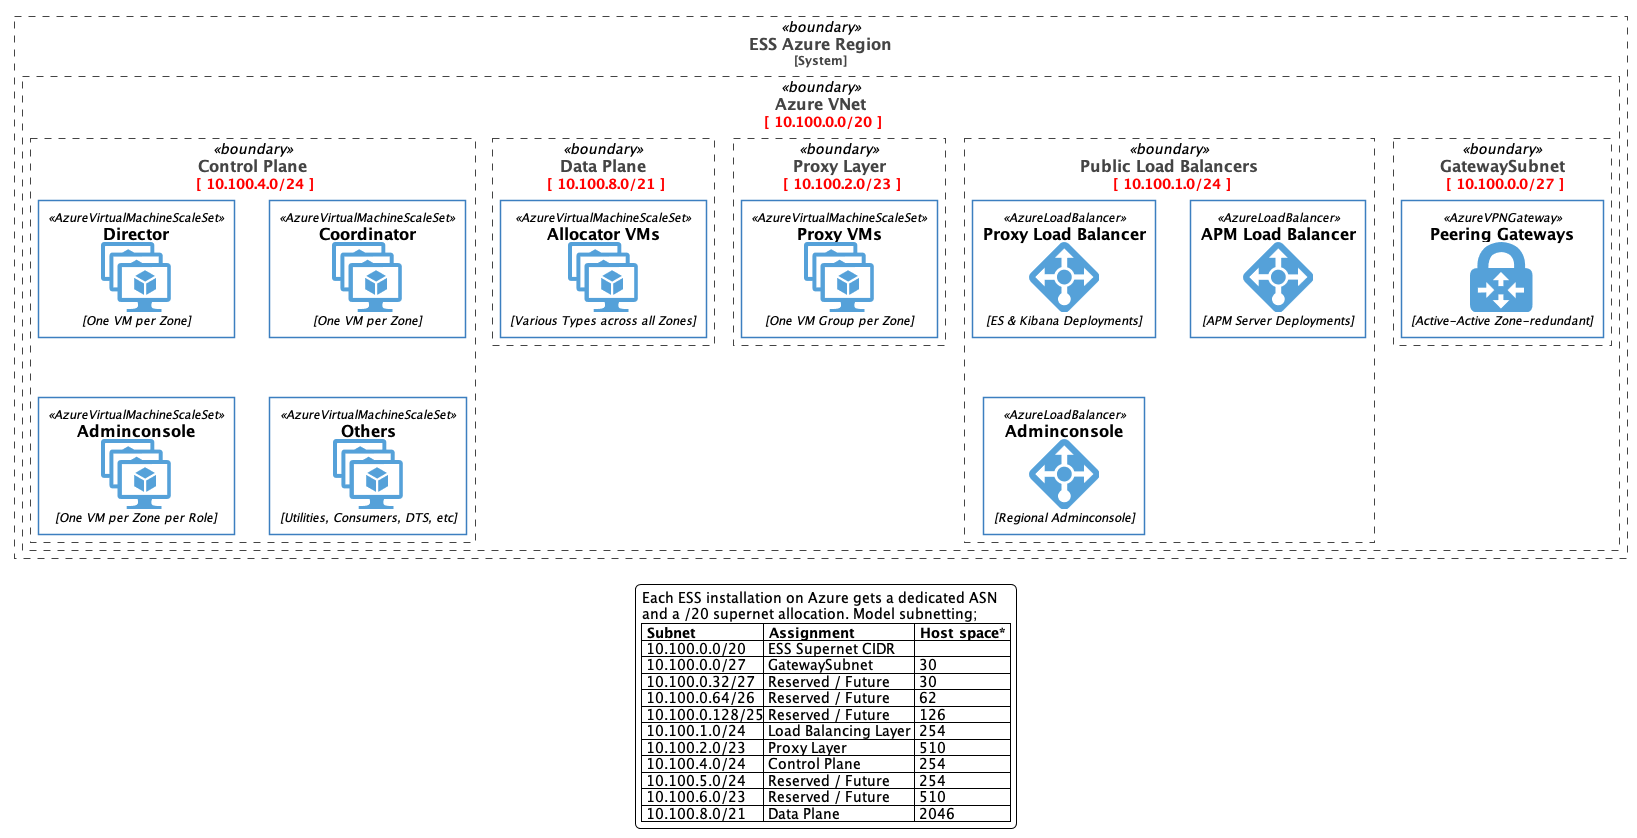 «boundary»
ESS Azure Region
[System]
«boundary»
Azure VNet
[ 10.100.0.0/20 ]
«boundary»
Control Plane
[ 10.100.4.0/24 ]
«AzureVirtualMachineScaleSet»
Director
[One VM per Zone]
«AzureVirtualMachineScaleSet»
Coordinator
[One VM per Zone]
«AzureVirtualMachineScaleSet»
Adminconsole
[One VM per Zone per Role]
«AzureVirtualMachineScaleSet»
Others
[Utilities, Consumers, DTS, etc]
«boundary»
Data Plane
[ 10.100.8.0/21 ]
«AzureVirtualMachineScaleSet»
Allocator VMs
[Various Types across all Zones]
«boundary»
Proxy Layer
[ 10.100.2.0/23 ]
«AzureVirtualMachineScaleSet»
Proxy VMs
[One VM Group per Zone]
«boundary»
Public Load Balancers
[ 10.100.1.0/24 ]
«AzureLoadBalancer»
Proxy Load Balancer
[ES & Kibana Deployments]
«AzureLoadBalancer»
APM Load Balancer
[APM Server Deployments]
«AzureLoadBalancer»
Adminconsole
[Regional Adminconsole]
«boundary»
GatewaySubnet
[ 10.100.0.0/27 ]
«AzureVPNGateway»
Peering Gateways
[Active-Active Zone-redundant]
Each ESS installation on Azure gets a dedicated ASN
and a /20 supernet allocation. Model subnetting;
Subnet Assignment Host space*
10.100.0.0/20 ESS Supernet CIDR
10.100.0.0/27 GatewaySubnet 30
10.100.0.32/27 Reserved / Future 30
10.100.0.64/26 Reserved / Future 62
10.100.0.128/25 Reserved / Future 126
10.100.1.0/24 Load Balancing Layer 254
10.100.2.0/23 Proxy Layer 510
10.100.4.0/24 Control Plane 254
10.100.5.0/24 Reserved / Future 254
10.100.6.0/23 Reserved / Future 510
10.100.8.0/21 Data Plane 2046